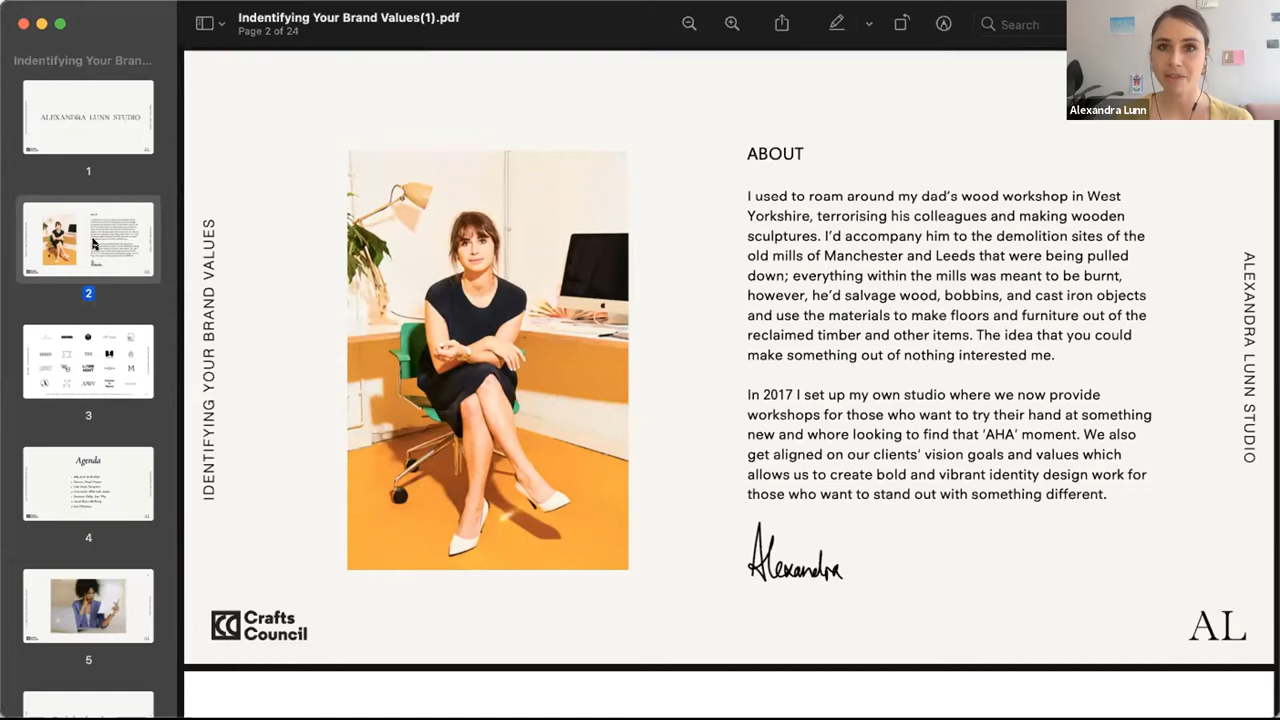 Indentifying Your Brand Values(1).pdf
Page 2 of 24
Search
Alexandra Lunn
Indentifying Your Bran...
ALEXANDRA LUNN STUDIO
1
2
3
Agenda
4
5
IDENTIFYING YOUR BRAND VALUES
ABOUT
I used to roam around my dad's wood workshop in West
Yorkshire, terrorising his colleagues and making wooden
sculptures. I'd accompany him to the demolition sites of the
old mills of Manchester and Leeds that were being pulled
down; everything within the mills was meant to be burnt,
however, he'd salvage wood, bobbins, and cast iron objects
and use the materials to make floors and furniture out of the
reclaimed timber and other items. The idea that you could
make something out of nothing interested me.
In 2017 I set up my own studio where we now provide
workshops for those who want to try their hand at something
new and whore looking to find that 'AHA' moment. We also
get aligned on our clients' vision goals and values which
allows us to create bold and vibrant identity design work for
those who want to stand out with something different.
Alexandra
ALEXANDRA LUNN STUDIO
Crafts
Council
AL